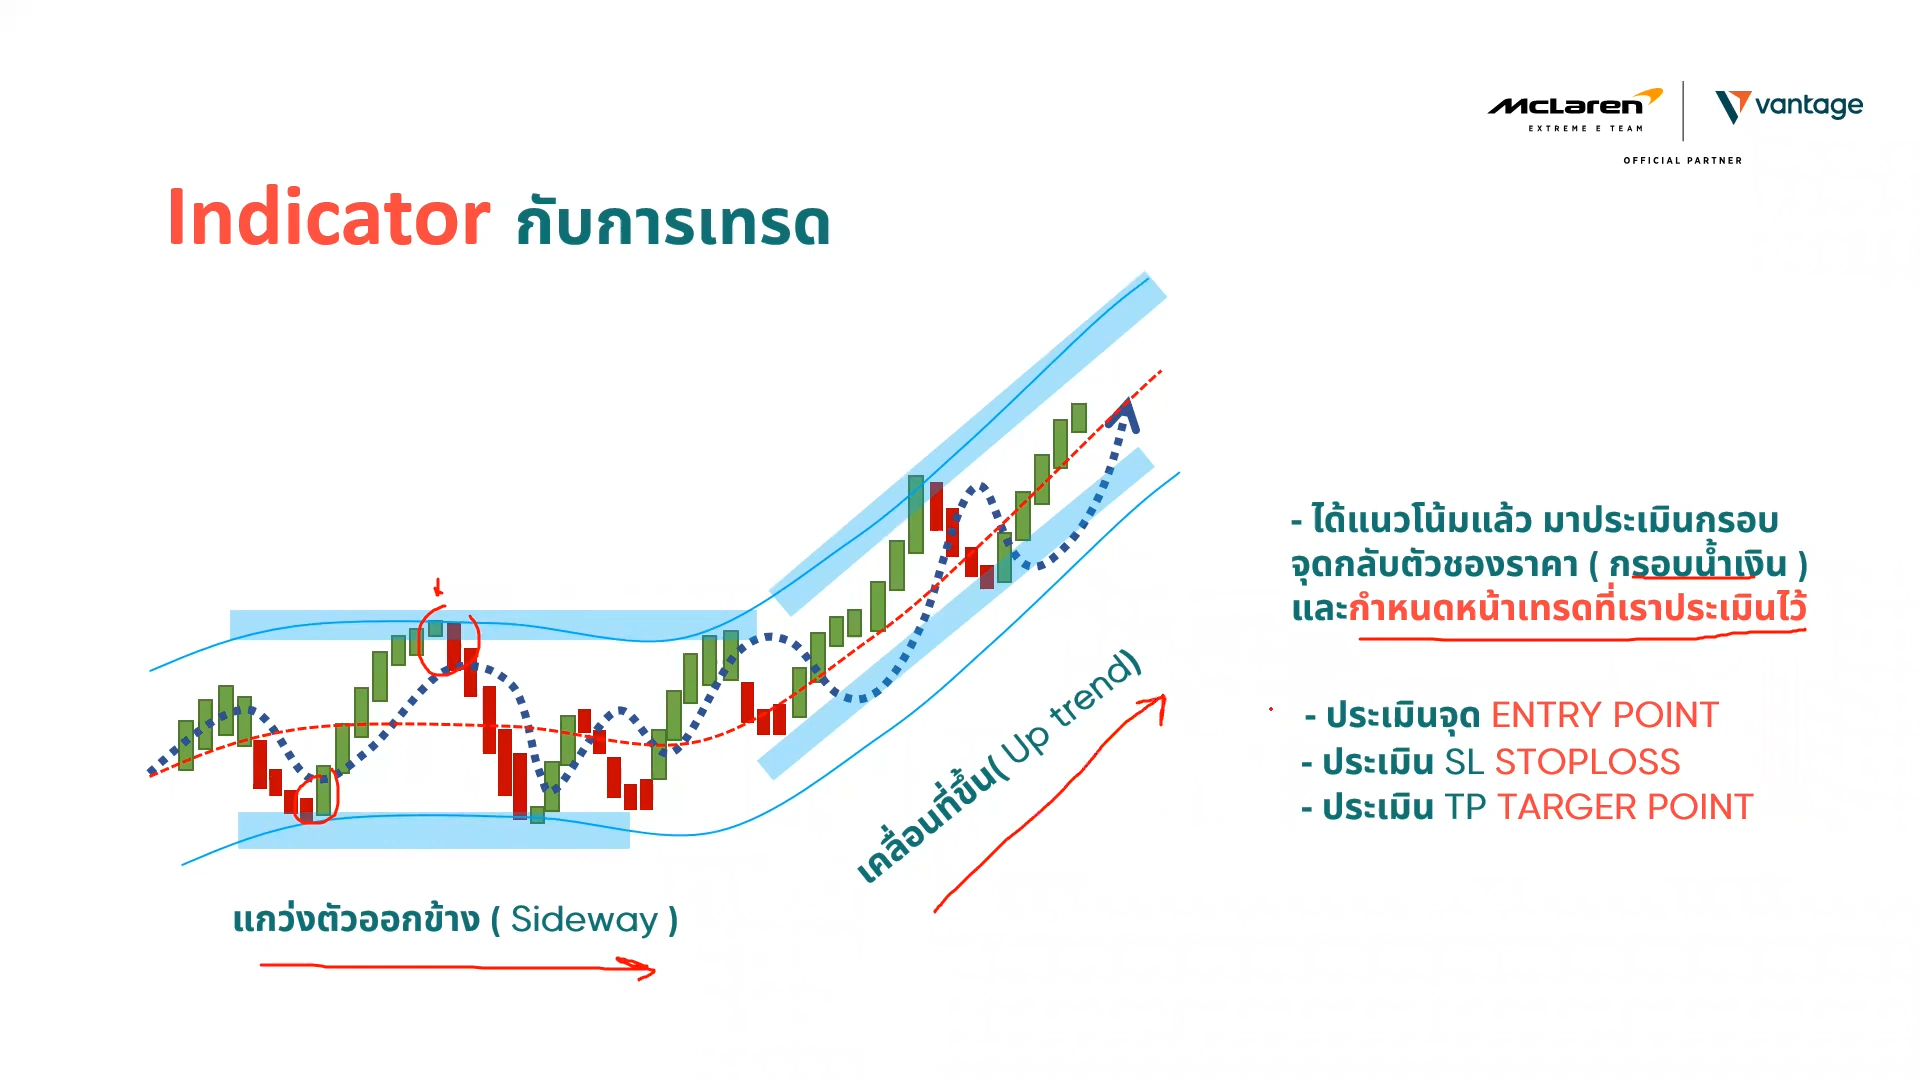 McLaren
EXTREME E TEAM
vantage
OFFICIAL PARTNER
Indicator กับการเทรด
- ได้แนวโน้มแล้ว มาประเมินกรอบ
จุดกลับตัวชองราคา ( กรอบน้ำเงิน )
และกำหนดหน้าเทรดที่เราประเมินไว้
- ประเมินจุด ENTRY POINT
- ประเมิน SL STOPLOSS
- ประเมิน TP TARGER POINT
เคลื่อนที่ขึ้น( Up trend)
แกว่งตัวออกข้าง ( Sideway )